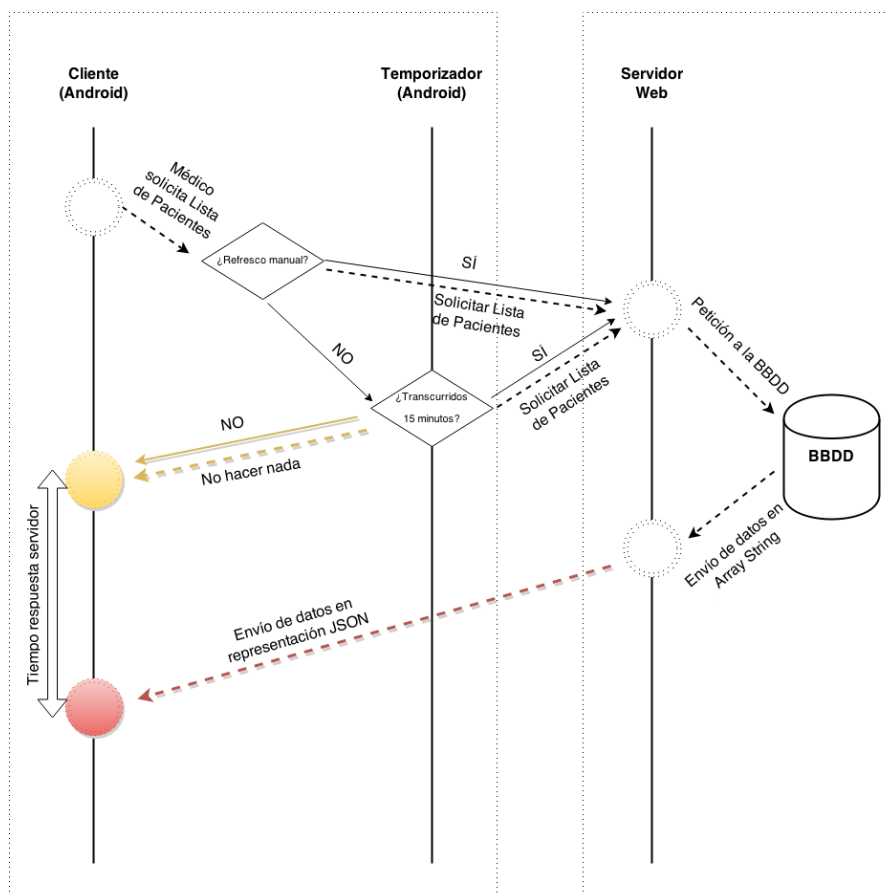 Cliente
(Android)
Temporizador
(Android)
Servidor
Web
Médico
solicita Lista
de Pacientes
¿Refresco manual?
SÍ
Solicitar Lista
de Pacientes
Petición a la BBDD
NO
SÍ
¿Transcurridos
15 minutos?
Solicitar Lista
de Pacientes
NO
No hacer nada
BBDD
Envío de datos en
Array String
Tiempo respuesta servidor
Envío de datos en
representación JSON